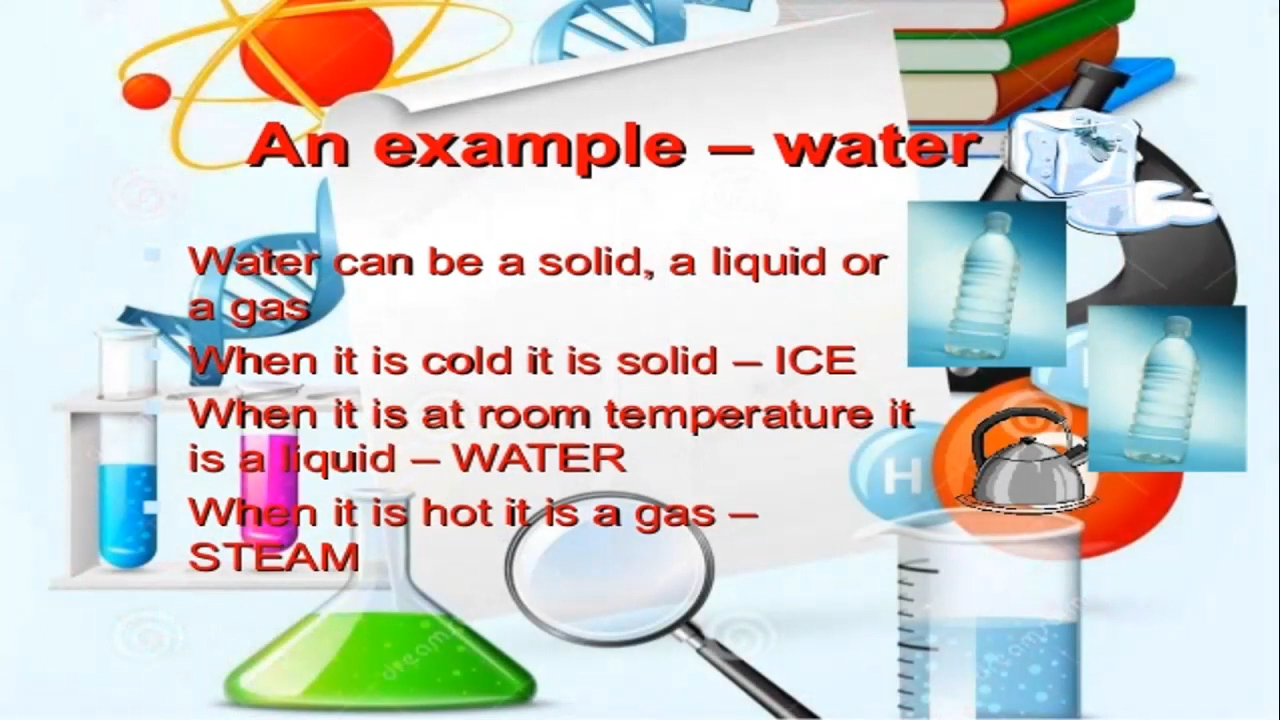 An example – water
Water can be a solid, a liquid or
a gas
When it is cold it is solid – ICE
When it is at room temperature it
is a liquid – WATER
When it is hot it is a gas –
STEAM
H